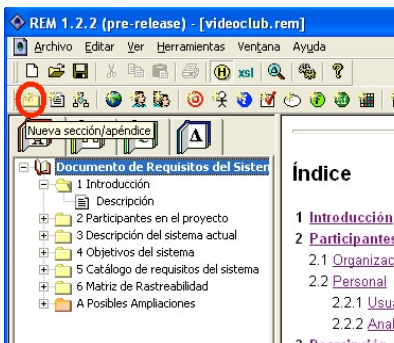 REM 1.2.2 (pre-release) - [videoclub.rem]
Archivo Editar Ver Herramientas Ventana Ayuda
H xsl
Nueva sección/apéndice
A
Documento de Requisitos del Sister
1 Introducción
Descripción
2 Participantes en el proyecto
3 Descripción del sistema actual
4 Objetivos del sistema
5 Catálogo de requisitos del sistema
6 Matriz de Rastreabilidad
A Posibles Ampliaciones
Índice
1 Introducción
2 Participantes
2.1 Organizac
2.2 Personal
2.2.1 Usua
2.2.2 Anal